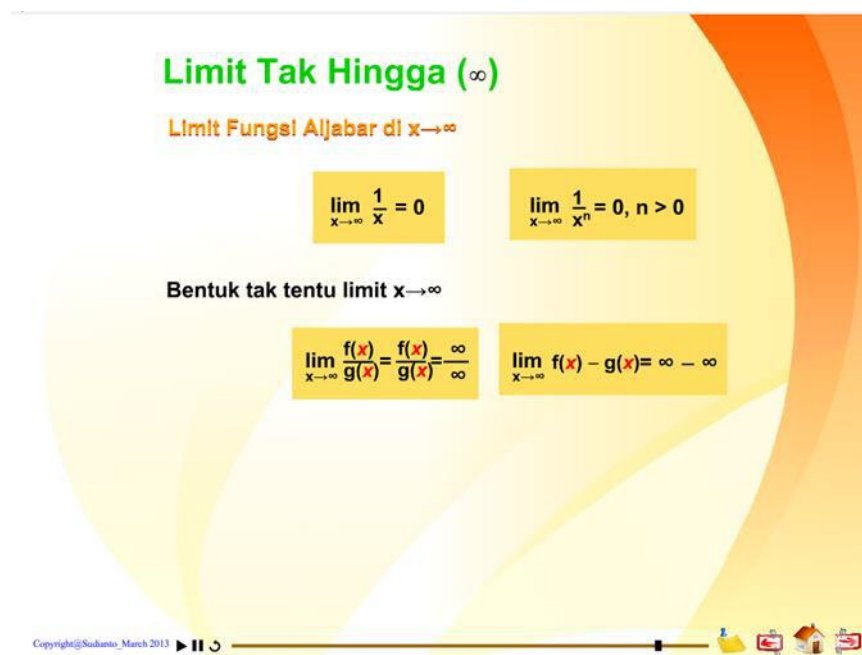 Limit Tak Hingga (∞)
Limit Fungsi Aljabar di x→∞
lim x→∞ 1/x = 0
lim x→∞ 1/xⁿ = 0, n > 0
Bentuk tak tentu limit x→∞
lim x→∞ f(x)/g(x) = f(x)/g(x) = ∞/∞
lim x→∞ f(x) – g(x)= ∞ – ∞
Copyright@Sudianto_March 2013